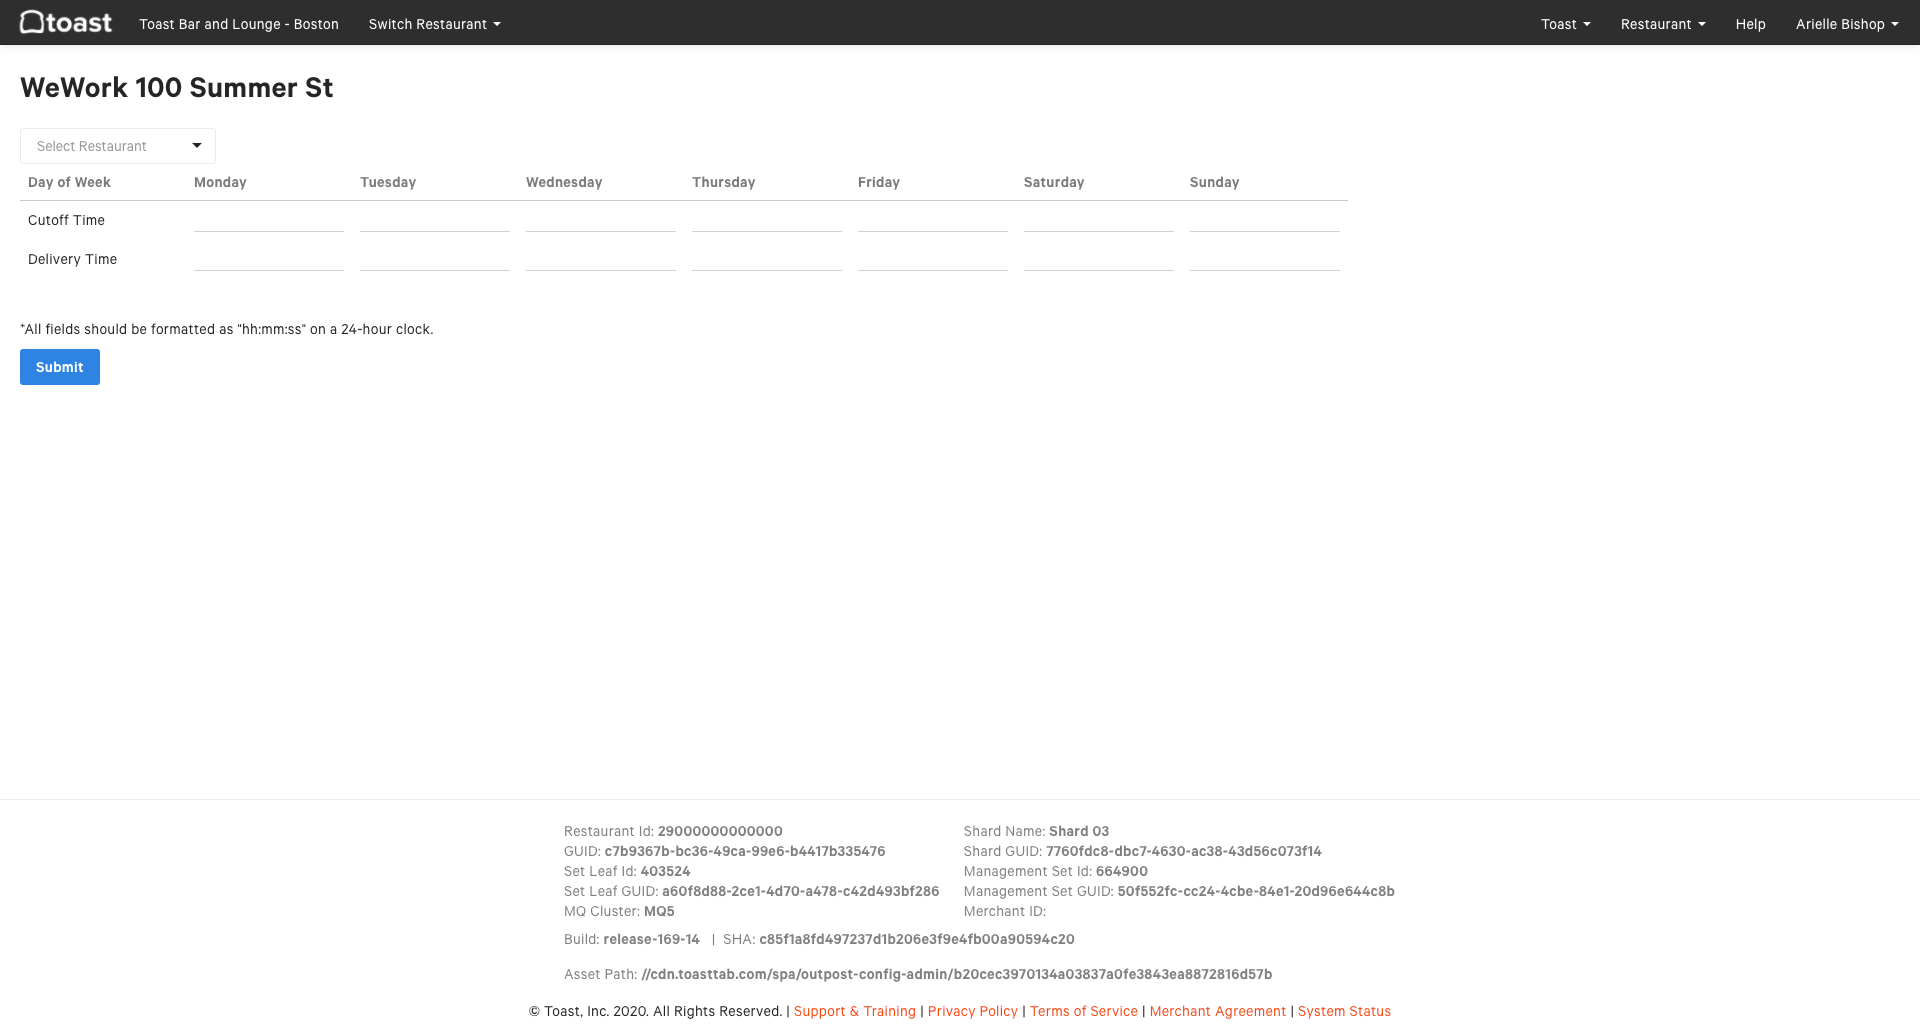 toast Toast Bar and Lounge - Boston Switch Restaurant Toast Restaurant Help Arielle Bishop
WeWork 100 Summer St
Select Restaurant
Day of Week Monday Tuesday Wednesday Thursday Friday Saturday Sunday
Cutoff Time
Delivery Time
*All fields should be formatted as "hh:mm:ss" on a 24-hour clock.
Submit
Restaurant Id: 29000000000000
GUID: c7b9367b-bc36-49ca-99e6-b4417b335476
Set Leaf Id: 403524
Set Leaf GUID: a60f8d88-2ce1-4d70-a478-c42d493bf286
MQ Cluster: MQ5
Shard Name: Shard 03
Shard GUID: 7760fdc8-dbc7-4630-ac38-43d56c073f14
Management Set Id: 664900
Management Set GUID: 50f552fc-cc24-4cbe-84e1-20d96e644c8b
Merchant ID:
Build: release-169-14 | SHA: c85f1a8fd497237d1b206e3f9e4fb00a90594c20
Asset Path: //cdn.toasttab.com/spa/outpost-config-admin/b20cec3970134a03837a0fe3843ea8872816d57b
© Toast, Inc. 2020. All Rights Reserved. | Support & Training | Privacy Policy | Terms of Service | Merchant Agreement | System Status